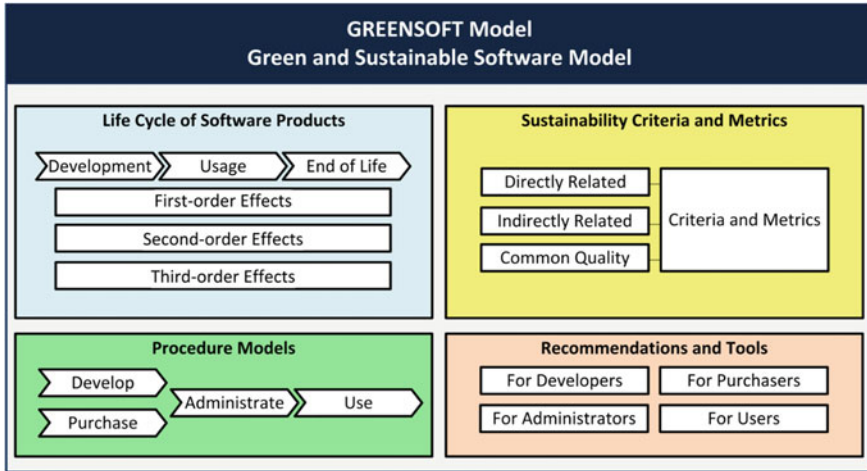 GREENSOFT Model
Green and Sustainable Software Model
Life Cycle of Software Products
Development
Usage
End of Life
First-order Effects
Second-order Effects
Third-order Effects
Sustainability Criteria and Metrics
Directly Related
Indirectly Related
Common Quality
Criteria and Metrics
Procedure Models
Develop
Purchase
Administrate
Use
Recommendations and Tools
For Developers
For Purchasers
For Administrators
For Users